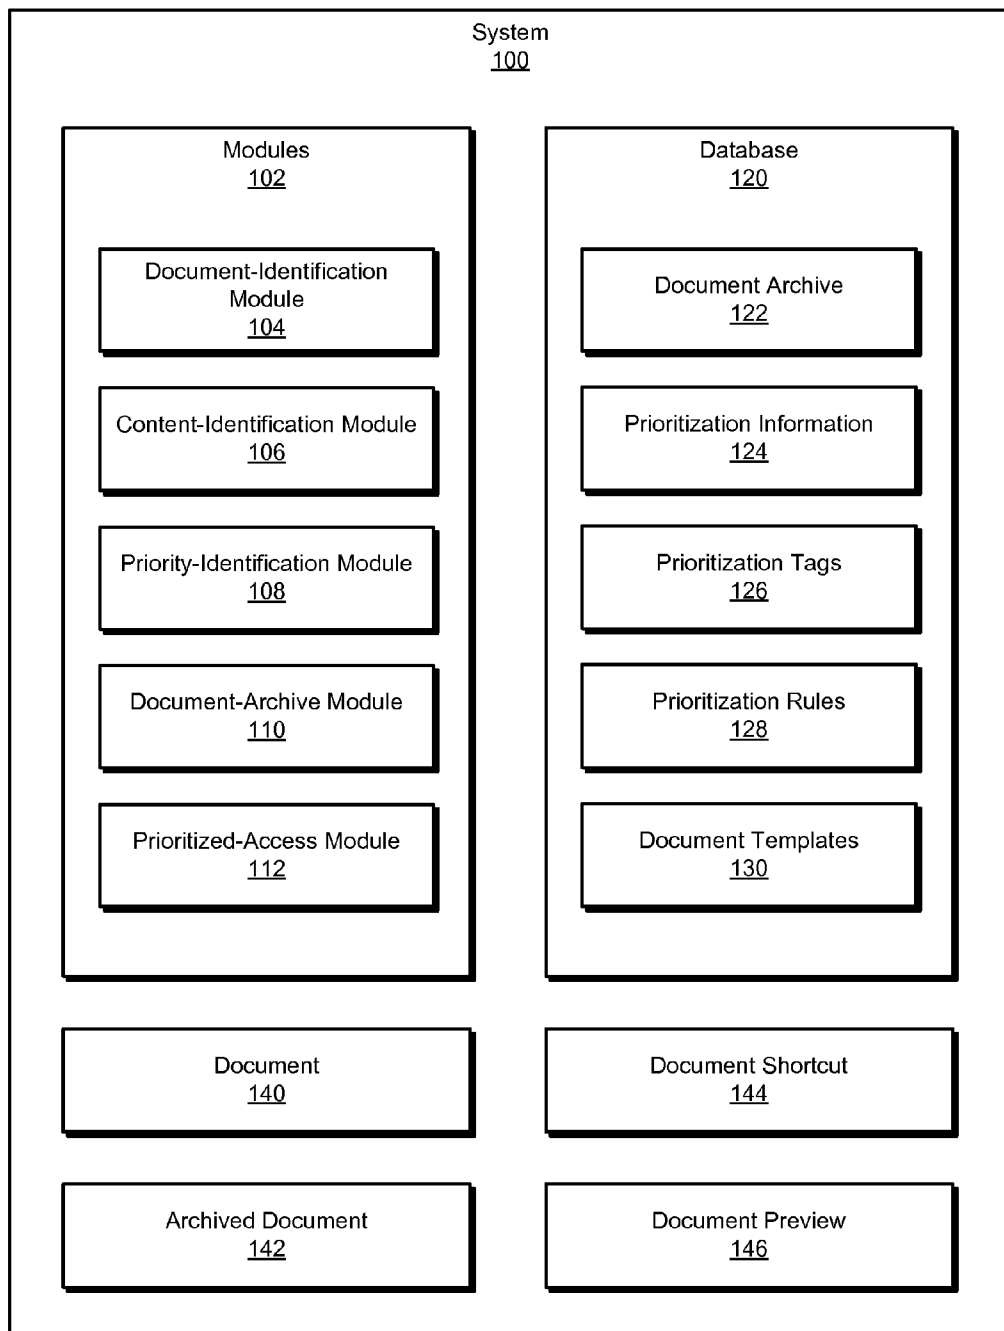 System
100
Modules
102
Document-Identification
Module
104
Content-Identification Module
106
Priority-Identification Module
108
Document-Archive Module
110
Prioritized-Access Module
112
Database
120
Document Archive
122
Prioritization Information
124
Prioritization Tags
126
Prioritization Rules
128
Document Templates
130
Document
140
Document Shortcut
144
Archived Document
142
Document Preview
146